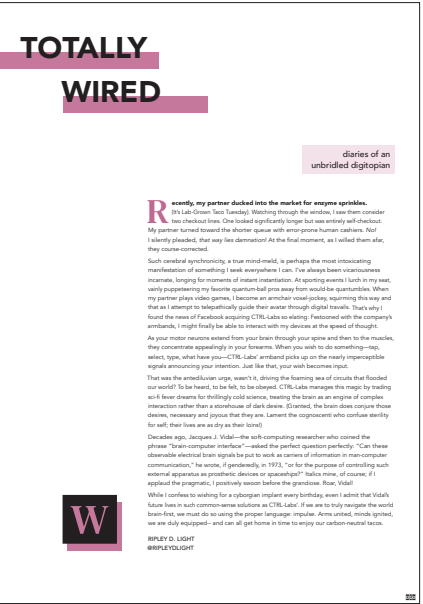 TOTALLY
WIRED
diaries of an
unbridled digitopian
Recently, my partner ducked into the market for enzyme sprinkles.
(It's Lab-Grown Taco Tuesday). Watching through the window, I saw them consider
two checkout lines. One looked significantly longer but was entirely self-checkout.
My partner turned toward the shorter queue with error-prone human cashiers. No!
I silently pleaded, that way lies damnation! At the final moment, as I willed them afar,
they course-corrected.
Such cerebral synchronicity, a true mind-meld, is perhaps the most intoxicating
manifestation of something I seek everywhere I can. I've always been vicariousness
incarnate, longing for moments of instant instantiation. At sporting events I lurch in my seat,
vainly puppeteering my favorite quantum-ball pros away from would-be quantumbles. When
my partner plays video games, I become an armchair voxel-jockey, squirming this way and
that as I attempt to telepathically guide their avatar through digital travails. That's why I
found the news of Facebook acquiring CTRL-Labs so elating: Festooned with the company's
armbands, I might finally be able to interact with my devices at the speed of thought.
As your motor neurons extend from your brain through your spine and then to the muscles,
they concentrate appealingly in your forearms. When you wish to do something—tap,
select, type, what have you—CTRL-Labs' armband picks up on the nearly imperceptible
signals announcing your intention. Just like that, your wish becomes input.
That was the antediluvian urge, wasn't it, driving the foaming sea of circuits that flooded
our world? To be heard, to be felt, to be obeyed. CTRL-Labs manages this magic by trading
sci-fi fever dreams for thrillingly cold science, treating the brain as an engine of complex
interaction rather than a storehouse of dark desire. (Granted, the brain does conjure those
desires, necessary and joyous that they are. Lament the cognoscenti who confuse sterility
for self; their lives are as dry as their loins!)
Decades ago, Jacques J. Vidal—the soft-computing researcher who coined the
phrase "brain-computer interface"—asked the perfect question perfectly: "Can these
observable electrical brain signals be put to work as carriers of information in man-computer
communication," he wrote, if genderedly, in 1973, "or for the purpose of controlling such
external apparatus as prosthetic devices or spaceships?" Italics mine, of course; if I
applaud the pragmatic, I positively swoon before the grandiose. Roar, Vidal!
While I confess to wishing for a cyborgian implant every birthday, even I admit that Vidal's
future lives in such common-sense solutions as CTRL-Labs'. If we are to truly navigate the world
brain-first, we must do so using the proper language: impulse. Arms united, minds ignited,
we are duly equipped— and can all get home in time to enjoy our carbon-neutral tacos.
W
RIPLEY D. LIGHT
@RIPLEYDLIGHT